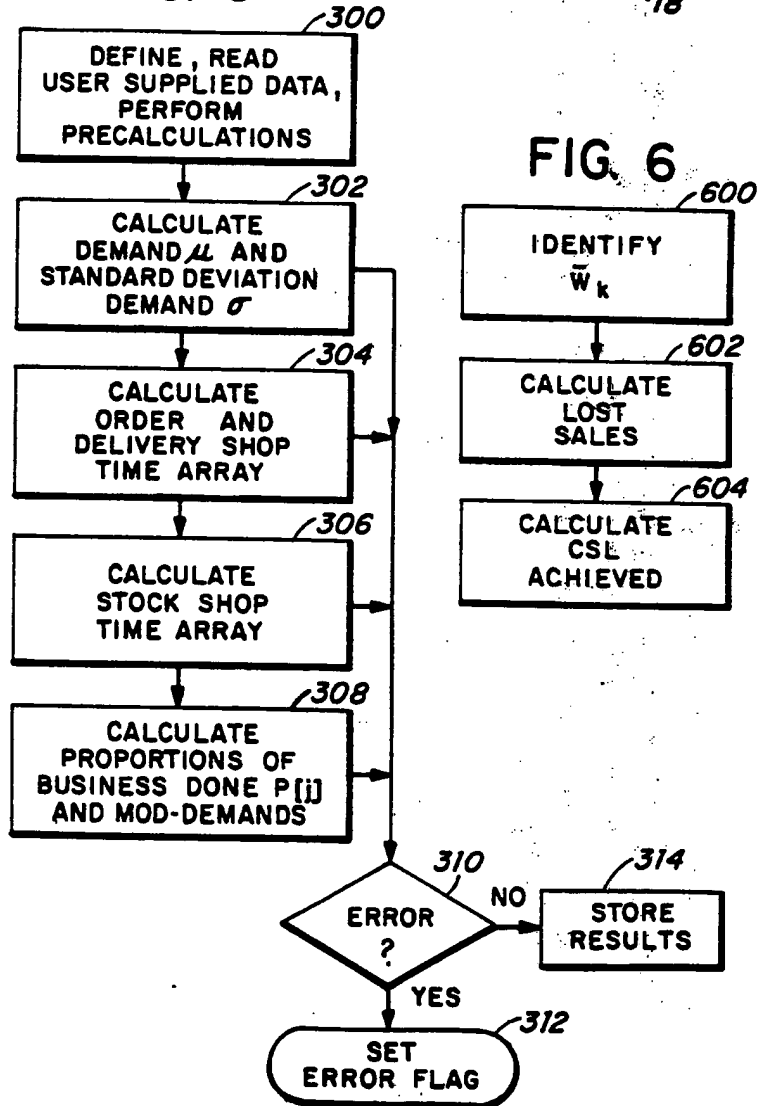 18
300
DEFINE, READ
USER SUPPLIED DATA,
PERFORM
PRECALCULATIONS
302
CALCULATE
DEMAND μ AND
STANDARD DEVIATION
DEMAND σ
304
CALCULATE
ORDER AND
DELIVERY SHOP
TIME ARRAY
306
CALCULATE
STOCK SHOP
TIME ARRAY
308
CALCULATE
PROPORTIONS OF
BUSINESS DONE P[j]
AND MOD-DEMANDS
310
ERROR
?
NO
YES
314
STORE
RESULTS
312
SET
ERROR FLAG
FIG. 6
600
IDENTIFY
W̄k
602
CALCULATE
LOST
SALES
604
CALCULATE
CSL
ACHIEVED